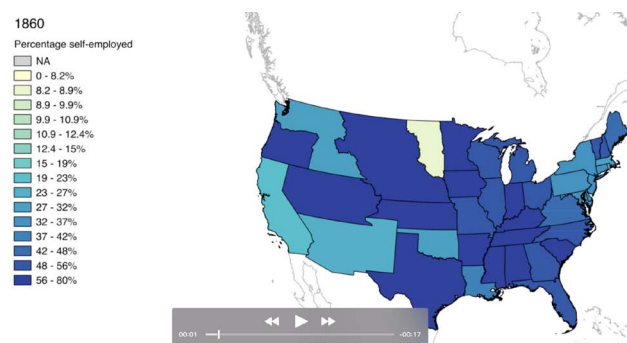 1860
Percentage self-employed
NA
0 - 8.2%
8.2 - 8.9%
8.9 - 9.9%
9.9 - 10.9%
10.9 - 12.4%
12.4 - 15%
15 - 19%
19 - 23%
23 - 27%
27 - 32%
32 - 37%
37 - 42%
42 - 48%
48 - 56%
56 - 80%
00:01
-00:17